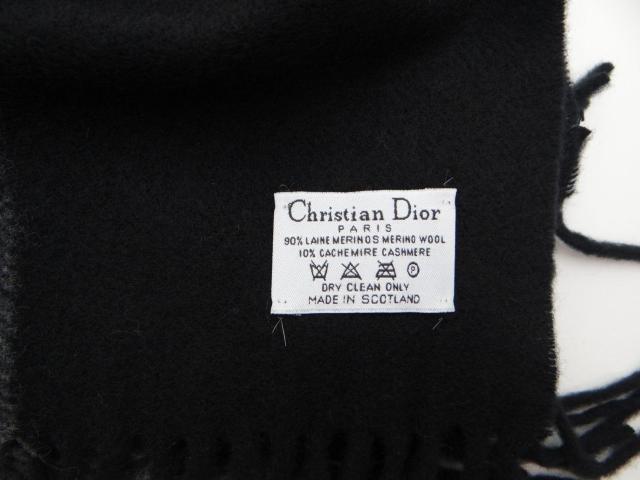 Christian Dior
PARIS
90% LAINE MERINOS MERINO WOOL
10% CACHEMIRE CASHMERE
P
DRY CLEAN ONLY
MADE IN SCOTLAND